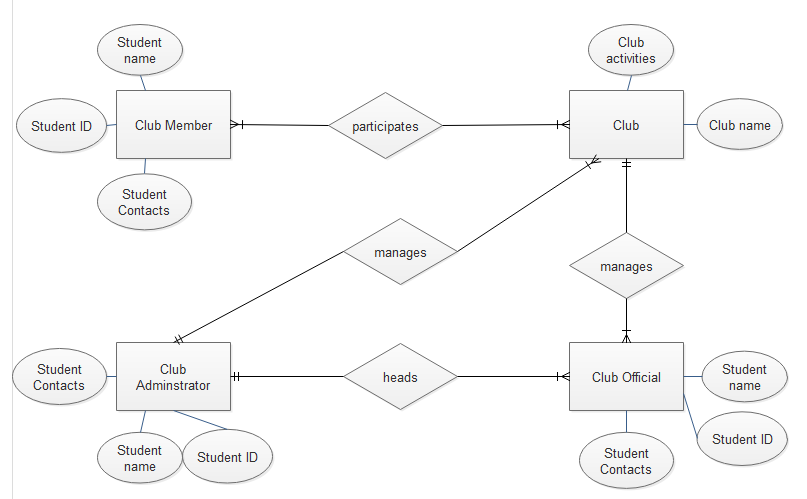 Student
name
Club
activities
Student ID
Club Member
participates
Club
Club name
Student
Contacts
manages
manages
Student
Contacts
Club
Adminstrator
heads
Club Official
Student
name
Student
name
Student ID
Student
Contacts
Student ID